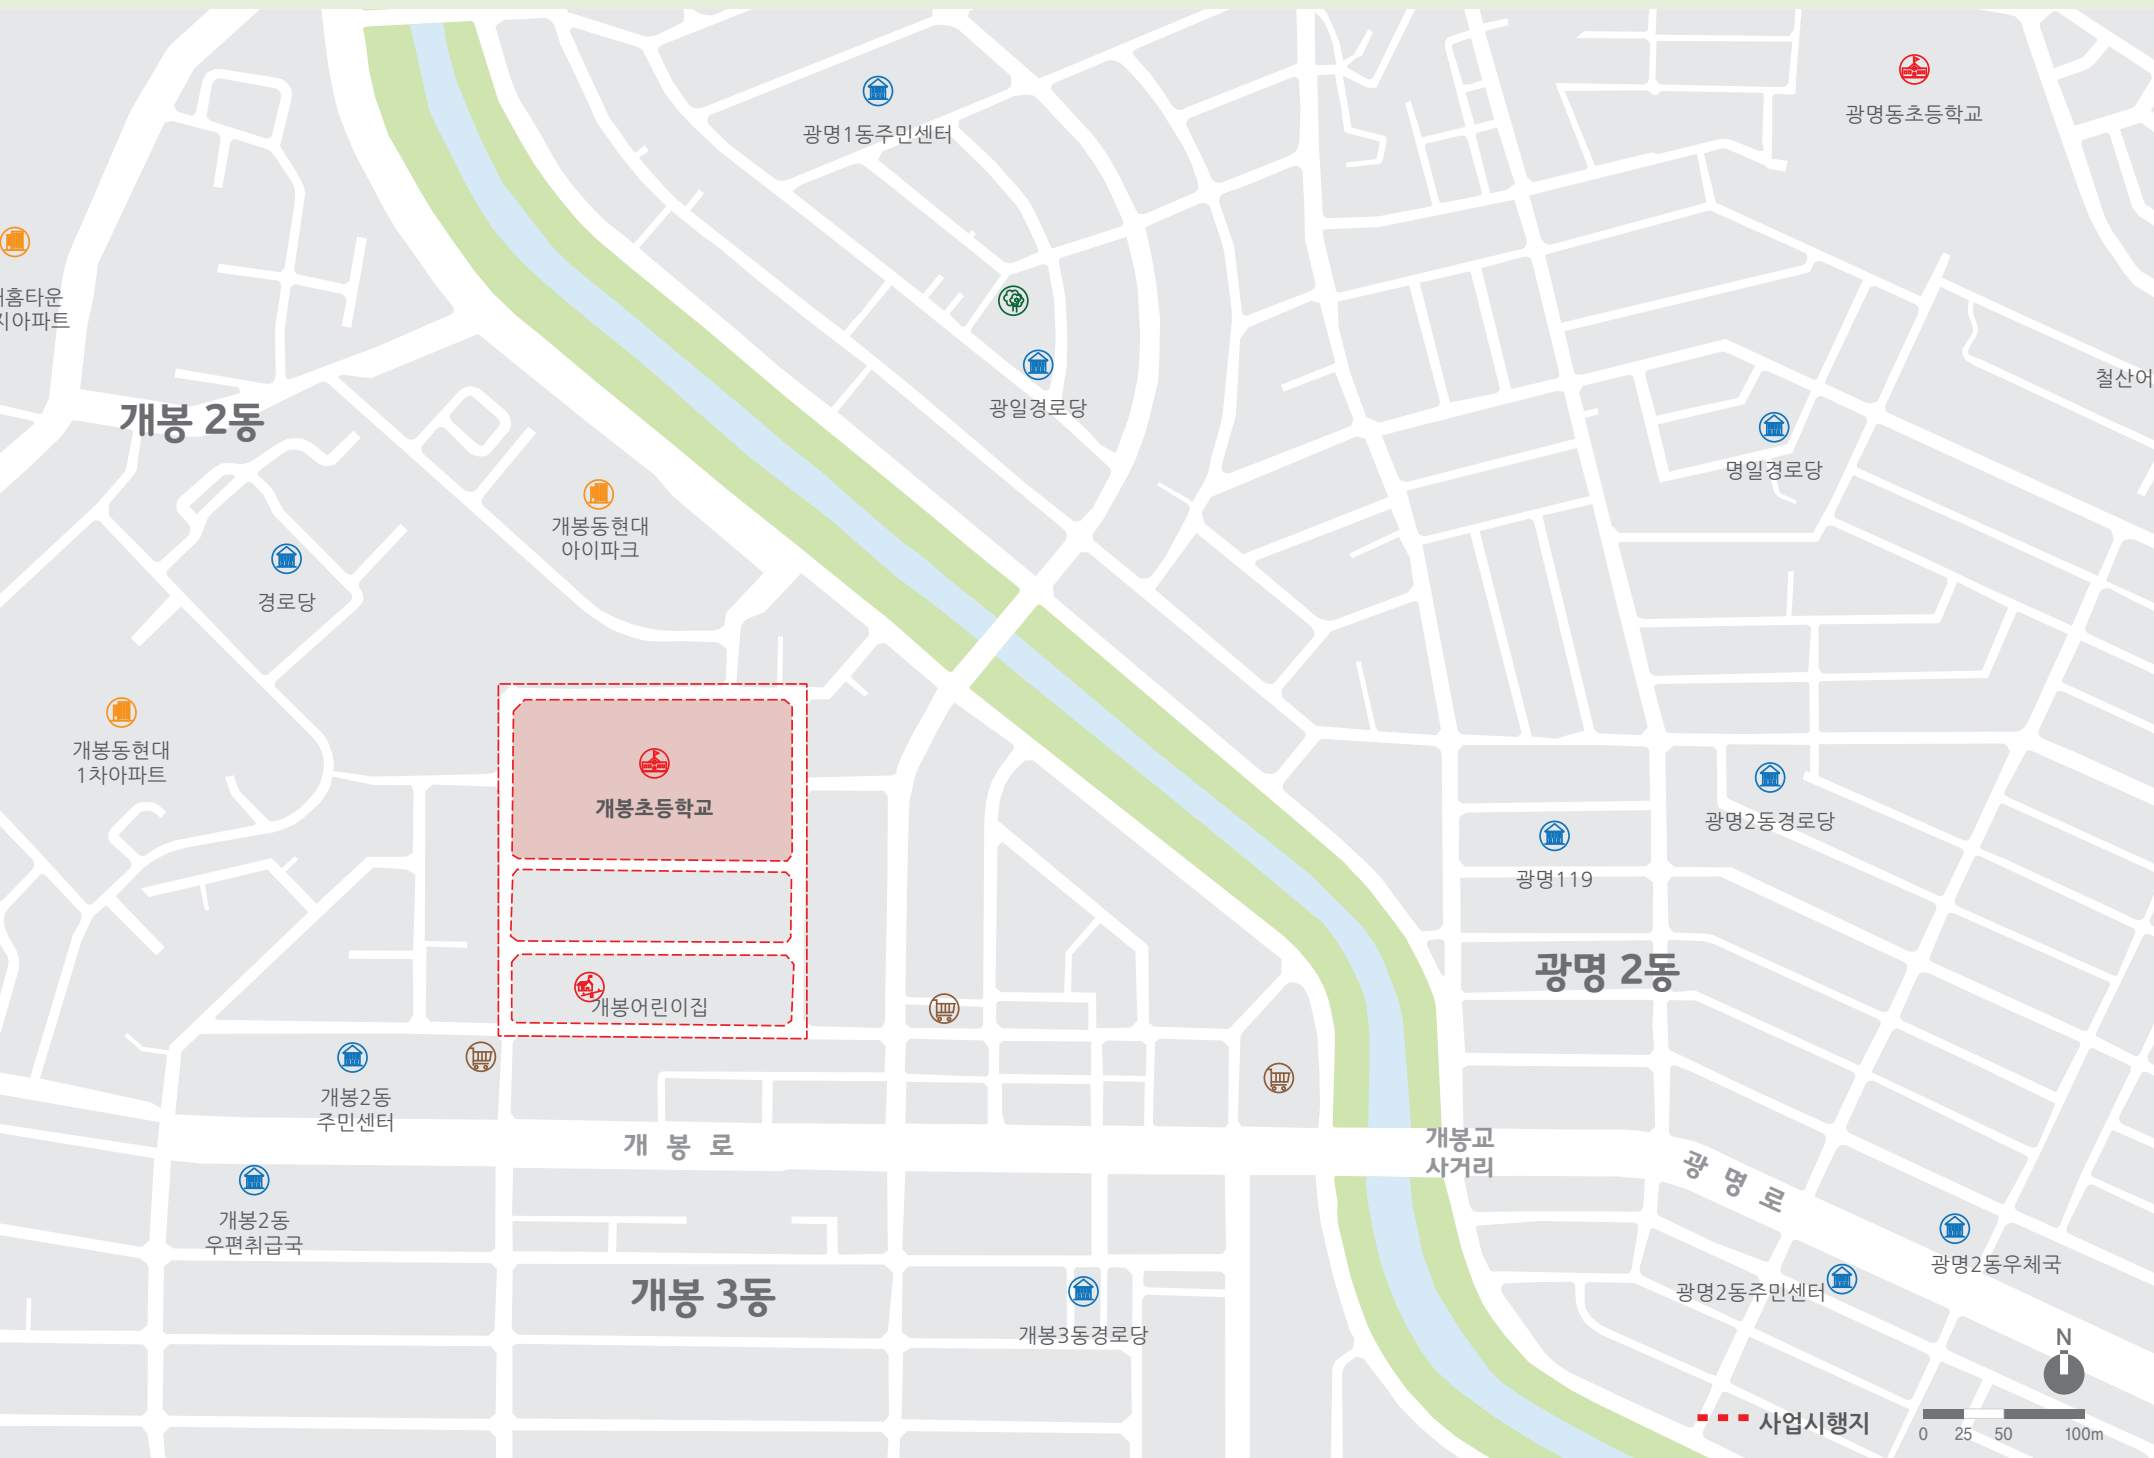 광명1동주민센터
광명동초등학교
홈타운
아파트
철산어
광일경로당
개봉 2동
명일경로당
개봉동현대
아이파크
경로당
개봉동현대
1차아파트
개봉초등학교
광명2동경로당
광명119
광명 2동
개봉어린이집
개봉2동
주민센터
개 봉 로
개봉교
사거리
광 명 로
개봉2동
우편취급국
광명2동우체국
광명2동주민센터
개봉 3동
개봉3동경로당
N
사업시행지
0 25 50 100m